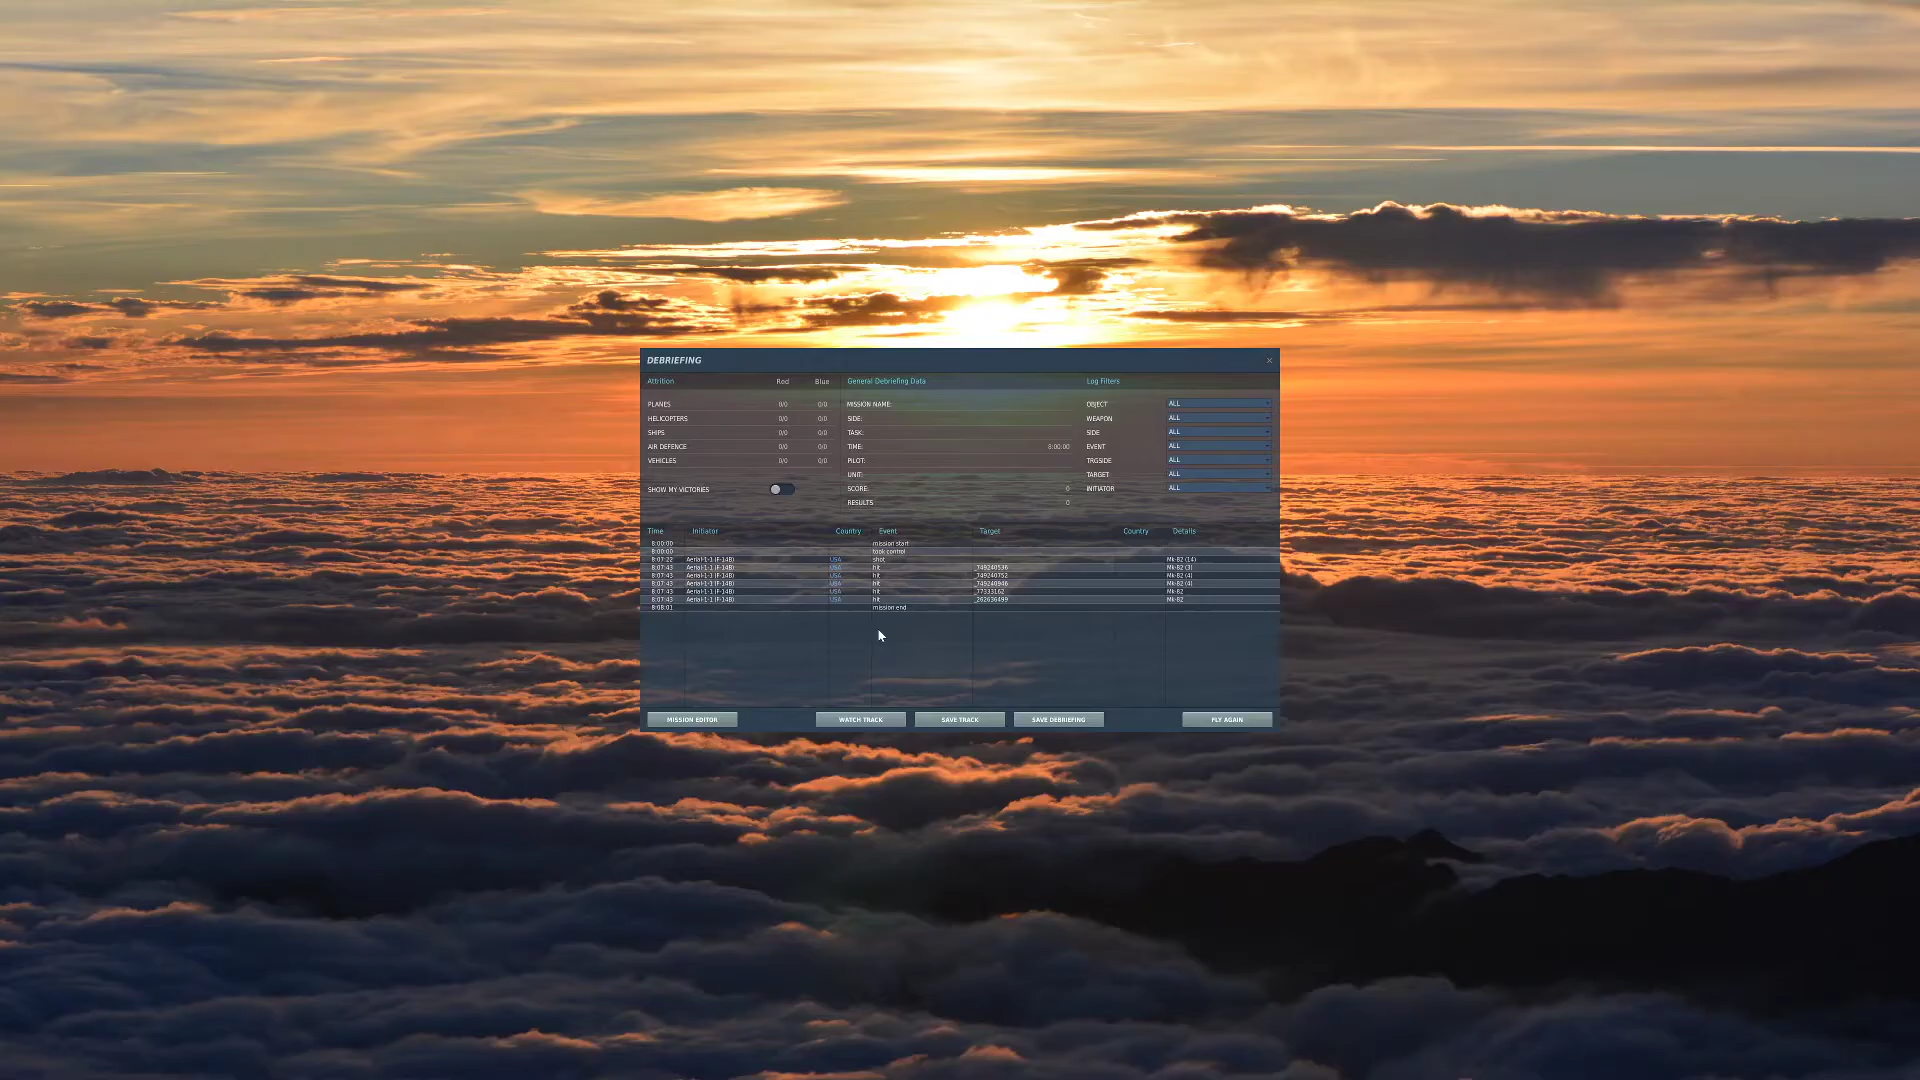 DEBRIEFING ×
Attrition Red Blue General Debriefing Data Log Filters
PLANES 0/0 0/0 MISSION NAME: OBJECT ALL
HELICOPTERS 0/0 0/0 SIDE: WEAPON ALL
SHIPS 0/0 0/0 TASK: SIDE ALL
AIR DEFENCE 0/0 0/0 TIME: 8:00:00 EVENT ALL
VEHICLES 0/0 0/0 PILOT: TRGSIDE ALL
UNIT: TARGET ALL
SHOW MY VICTORIES SCORE: 0 INITIATOR ALL
RESULTS 0
Time Initiator Country Event Target Country Details
8:00:00 mission start
8:00:00 took control
8:07:22 Aerial-1-1 (F-14B) USA shot Mk-82 (14)
8:07:43 Aerial-1-1 (F-14B) USA hit _749240536 Mk-82 (3)
8:07:43 Aerial-1-1 (F-14B) USA hit _749240752 Mk-82 (4)
8:07:43 Aerial-1-1 (F-14B) USA hit _749240946 Mk-82 (4)
8:07:43 Aerial-1-1 (F-14B) USA hit _77333162 Mk-82
8:07:43 Aerial-1-1 (F-14B) USA hit _262636499 Mk-82
8:08:01 mission end
MISSION EDITOR WATCH TRACK SAVE TRACK SAVE DEBRIEFING FLY AGAIN